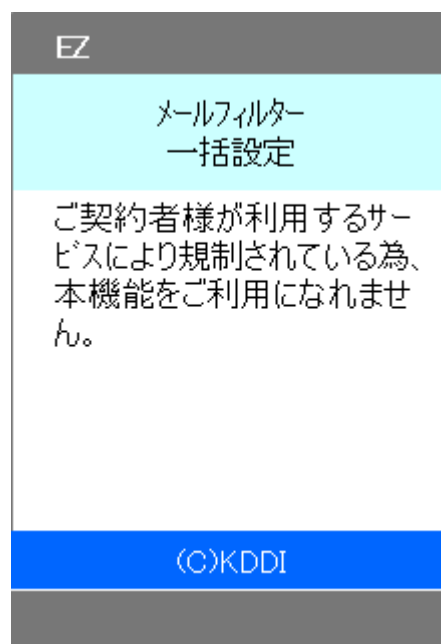 EZ
メールフィルター
一括設定
ご契約者様が利用するサー
ビスにより規制されている為、
本機能をご利用になれませ
ん。
(C)KDDI